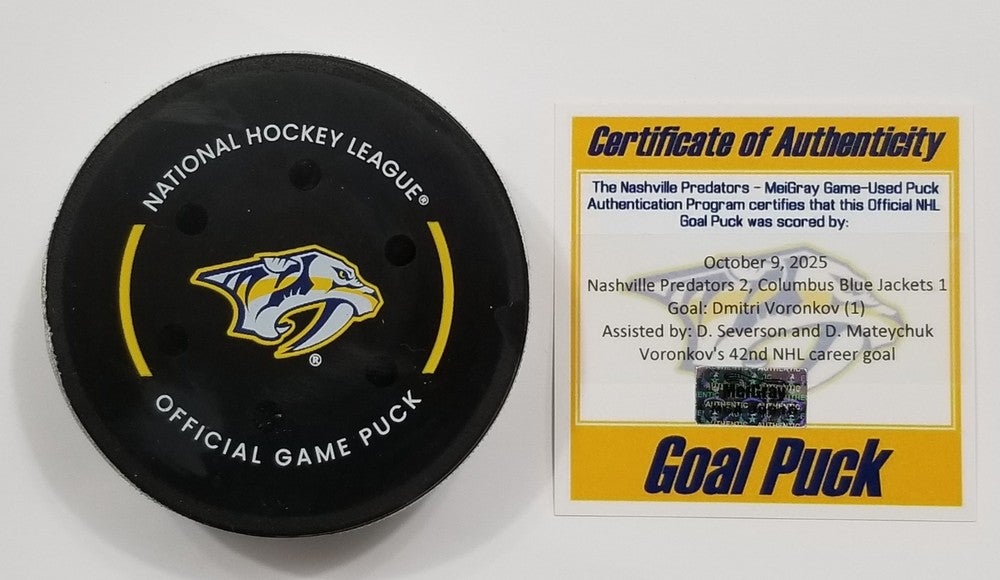 NATIONAL HOCKEY LEAGUE®
OFFICIAL GAME PUCK
®
Certificate of Authenticity
The Nashville Predators - MeiGray Game-Used Puck
Authentication Program certifies that this Official NHL
Goal Puck was scored by:
October 9, 2025
Nashville Predators 2, Columbus Blue Jackets 1
Goal: Dmitri Voronkov (1)
Assisted by: D. Severson and D. Mateychuk
Voronkov's 42nd NHL career goal
MeiGray
AUTHENTIC
Goal Puck